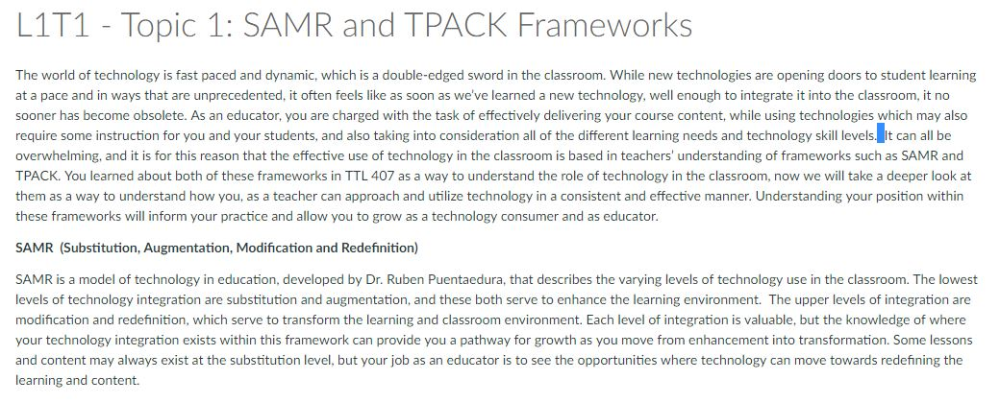 L1T1 - Topic 1: SAMR and TPACK Frameworks
The world of technology is fast paced and dynamic, which is a double-edged sword in the classroom. While new technologies are opening doors to student learning
at a pace and in ways that are unprecedented, it often feels like as soon as we've learned a new technology, well enough to integrate it into the classroom, it no
sooner has become obsolete. As an educator, you are charged with the task of effectively delivering your course content, while using technologies which may also
require some instruction for you and your students, and also taking into consideration all of the different learning needs and technology skill levels. It can all be
overwhelming, and it is for this reason that the effective use of technology in the classroom is based in teachers' understanding of frameworks such as SAMR and
TPACK. You learned about both of these frameworks in TTL 407 as a way to understand the role of technology in the classroom, now we will take a deeper look at
them as a way to understand how you, as a teacher can approach and utilize technology in a consistent and effective manner. Understanding your position within
these frameworks will inform your practice and allow you to grow as a technology consumer and as educator.
SAMR (Substitution, Augmentation, Modification and Redefinition)
SAMR is a model of technology in education, developed by Dr. Ruben Puentaedura, that describes the varying levels of technology use in the classroom. The lowest
levels of technology integration are substitution and augmentation, and these both serve to enhance the learning environment. The upper levels of integration are
modification and redefinition, which serve to transform the learning and classroom environment. Each level of integration is valuable, but the knowledge of where
your technology integration exists within this framework can provide you a pathway for growth as you move from enhancement into transformation. Some lessons
and content may always exist at the substitution level, but your job as an educator is to see the opportunities where technology can move towards redefining the
learning and content.